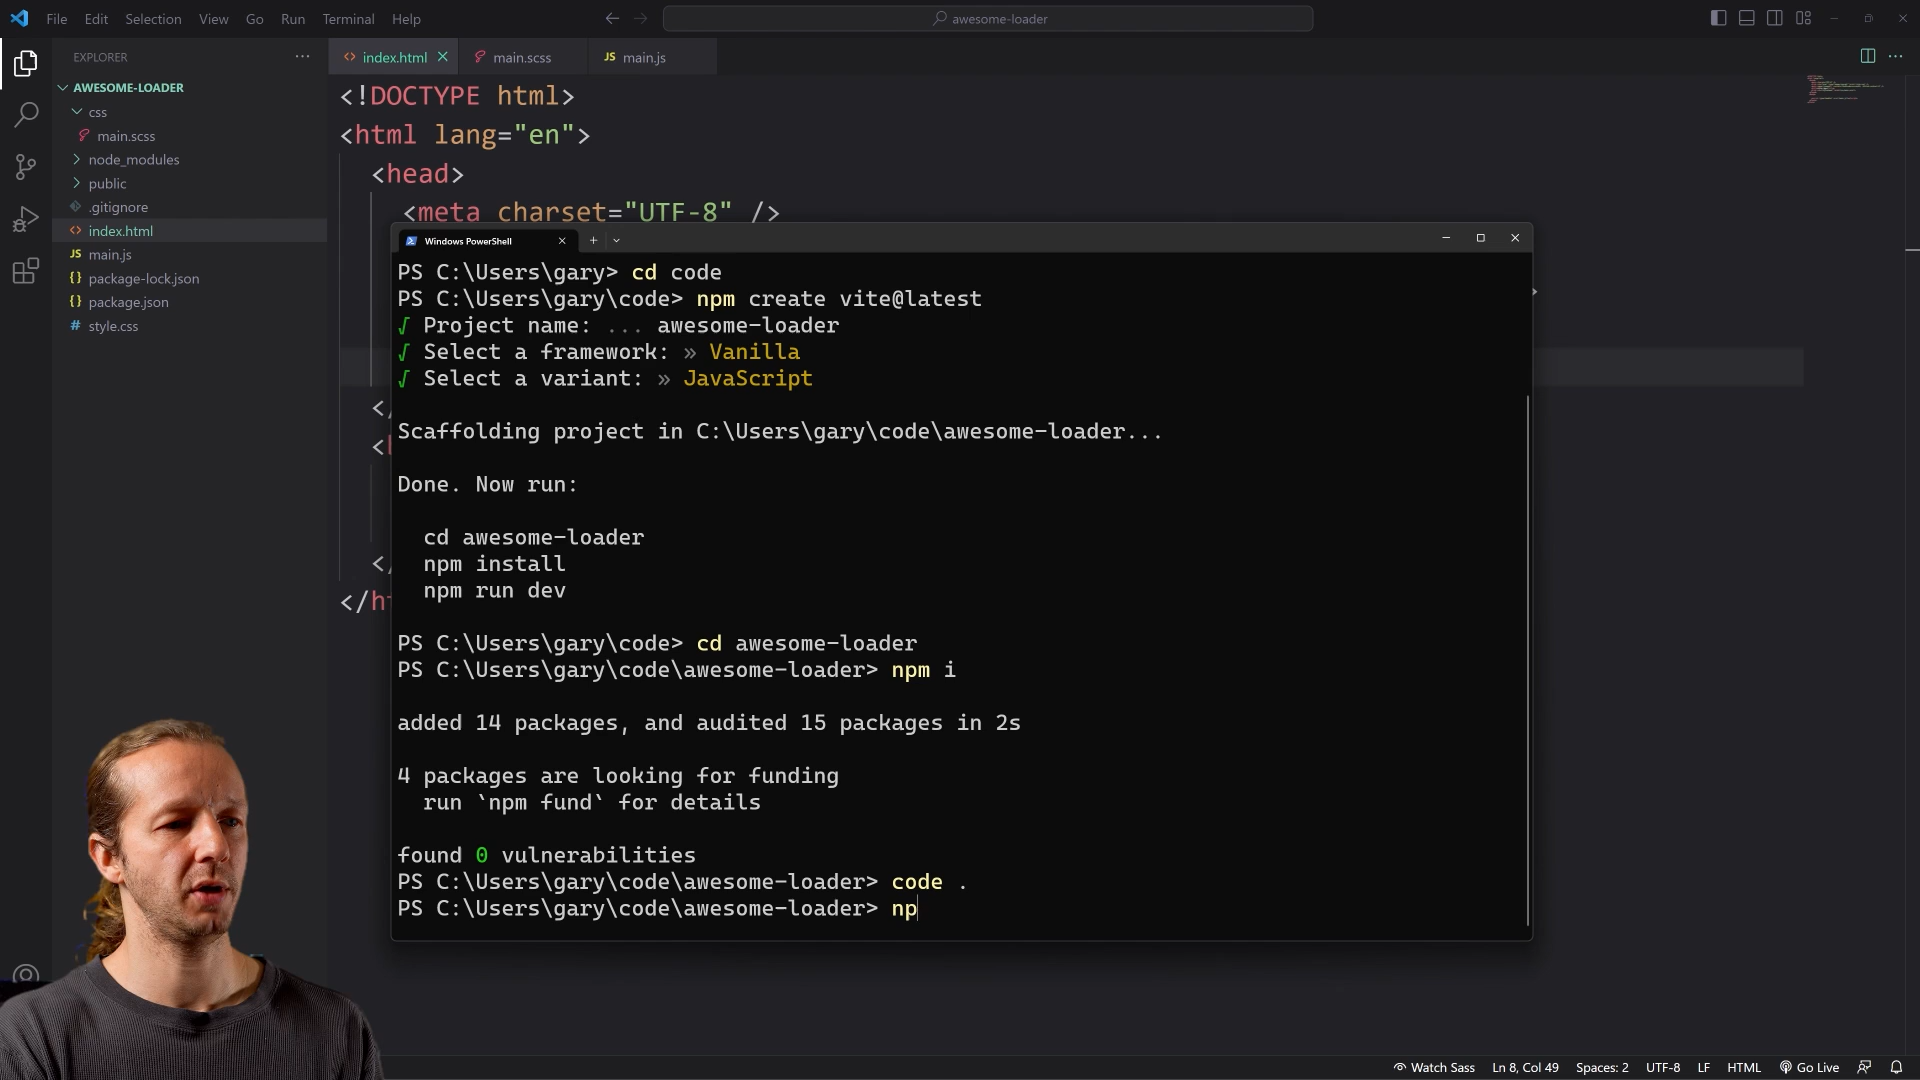 File Edit Selection View Go Run Terminal Help
awesome-loader
EXPLORER
AWESOME-LOADER
css
main.scss
node_modules
public
.gitignore
index.html
main.js
package-lock.json
package.json
style.css
index.html
main.scss
JS main.js
<!DOCTYPE html>
<html lang="en">
<head>
<meta charset="UTF-8" />
Windows PowerShell
PS C:\Users\gary> cd code
PS C:\Users\gary\code> npm create vite@latest
√ Project name: ... awesome-loader
√ Select a framework: » Vanilla
√ Select a variant: » JavaScript
Scaffolding project in C:\Users\gary\code\awesome-loader...
Done. Now run:
cd awesome-loader
npm install
npm run dev
PS C:\Users\gary\code> cd awesome-loader
PS C:\Users\gary\code\awesome-loader> npm i
added 14 packages, and audited 15 packages in 2s
4 packages are looking for funding
run `npm fund` for details
found 0 vulnerabilities
PS C:\Users\gary\code\awesome-loader> code .
PS C:\Users\gary\code\awesome-loader> np
Watch Sass Ln 8, Col 49 Spaces: 2 UTF-8 LF HTML Go Live